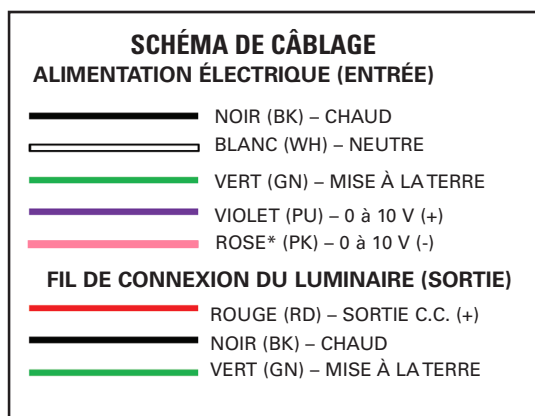 SCHÉMA DE CÂBLAGE
ALIMENTATION ÉLECTRIQUE (ENTRÉE)
NOIR (BK) – CHAUD
BLANC (WH) – NEUTRE
VERT (GN) – MISE À LA TERRE
VIOLET (PU) – 0 à 10 V (+)
ROSE* (PK) – 0 à 10 V (-)
FIL DE CONNEXION DU LUMINAIRE (SORTIE)
ROUGE (RD) – SORTIE C.C. (+)
NOIR (BK) – CHAUD
VERT (GN) – MISE À LA TERRE